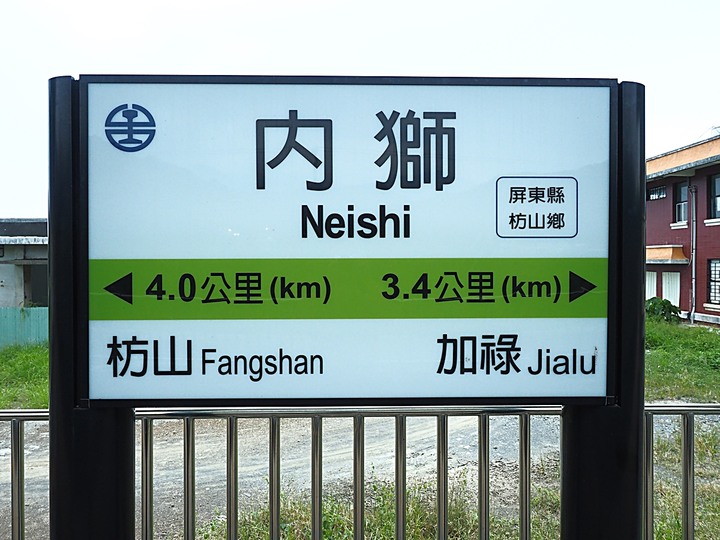 內獅
Neishi
屏東縣
枋山鄉
4.0公里(km)
3.4公里(km)
枋山 Fangshan
加祿 Jialu